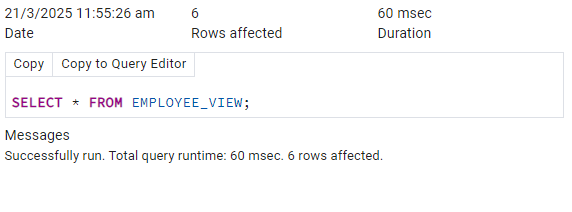 21/3/2025 11:55:26 am 6 60 msec
Date Rows affected Duration
Copy Copy to Query Editor
SELECT * FROM EMPLOYEE_VIEW;
Messages
Successfully run. Total query runtime: 60 msec. 6 rows affected.